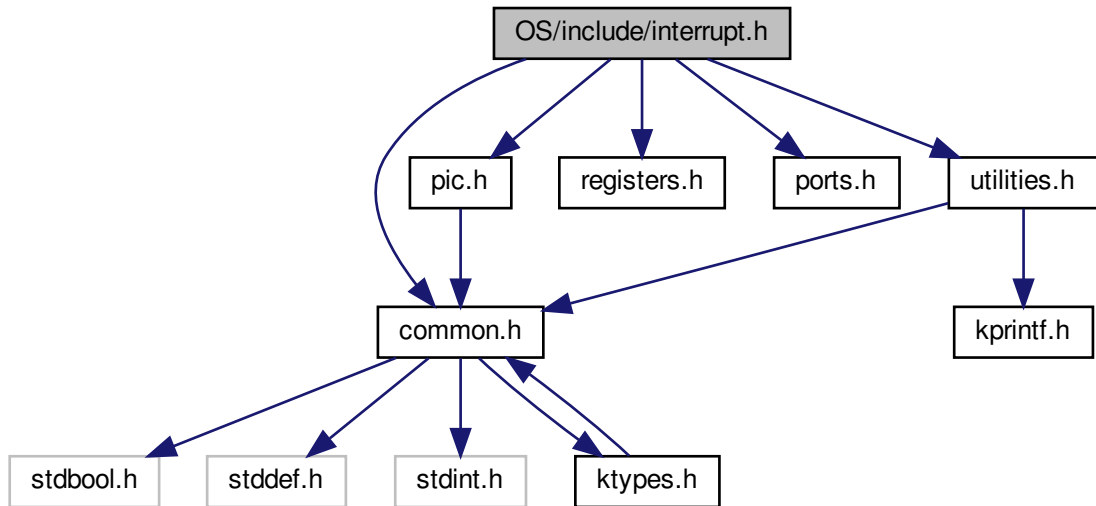 OS/include/interrupt.h
pic.h
registers.h
ports.h
utilities.h
common.h
kprintf.h
stdbool.h
stddef.h
stdint.h
ktypes.h